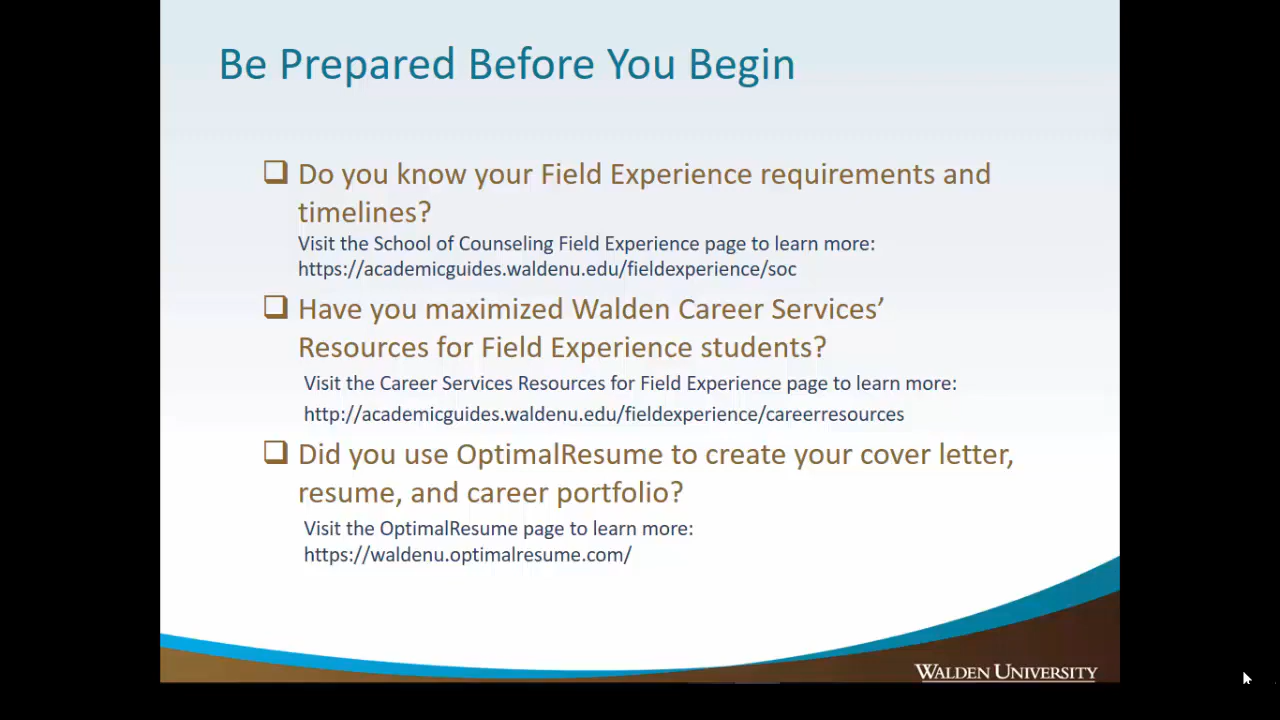 Be Prepared Before You Begin
Do you know your Field Experience requirements and
timelines?
Visit the School of Counseling Field Experience page to learn more:
https://academicguides.waldenu.edu/fieldexperience/soc
Have you maximized Walden Career Services’
Resources for Field Experience students?
Visit the Career Services Resources for Field Experience page to learn more:
http://academicguides.waldenu.edu/fieldexperience/careerresources
Did you use OptimalResume to create your cover letter,
resume, and career portfolio?
Visit the OptimalResume page to learn more:
https://waldenu.optimalresume.com/
WALDEN UNIVERSITY